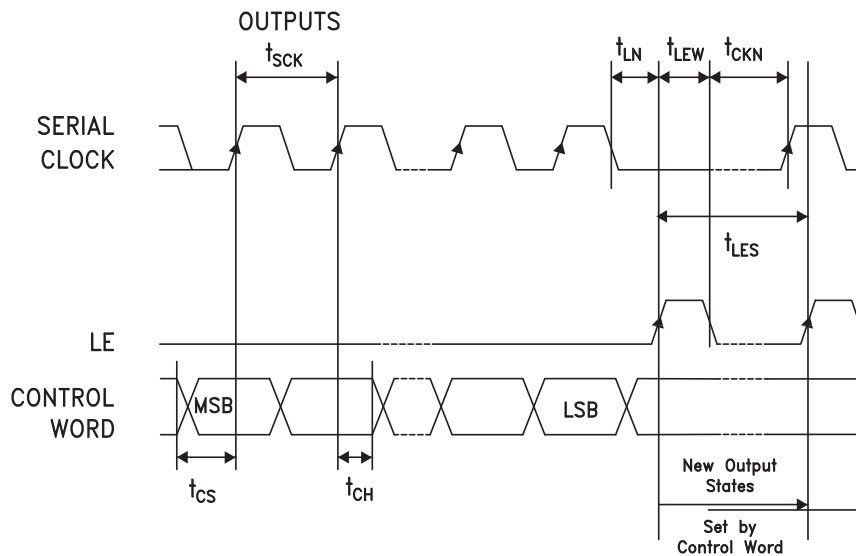 OUTPUTS
tSCK
tLN
tLEW
tCKN
SERIAL
CLOCK
tLES
LE
CONTROL
WORD
MSB
LSB
tCS
tCH
New Output
States
Set by
Control Word